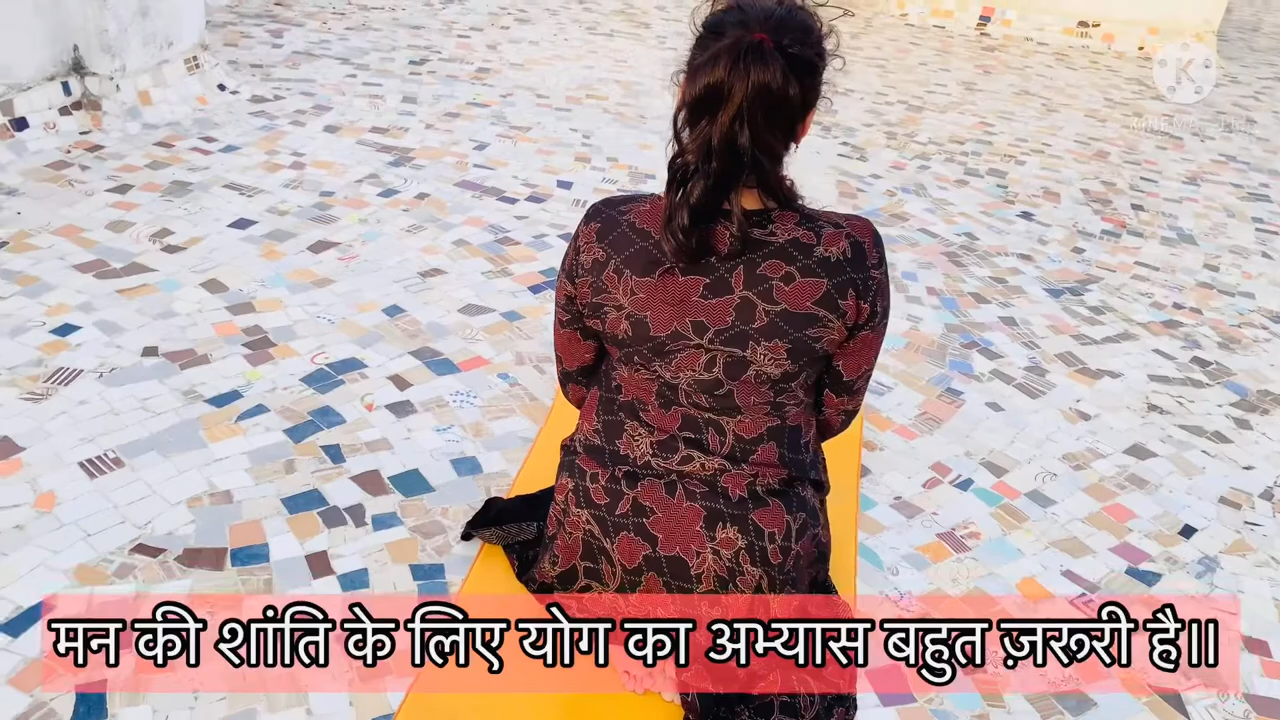 K
मन की शांति के लिए योग का अभ्यास बहुत ज़रूरी है॥